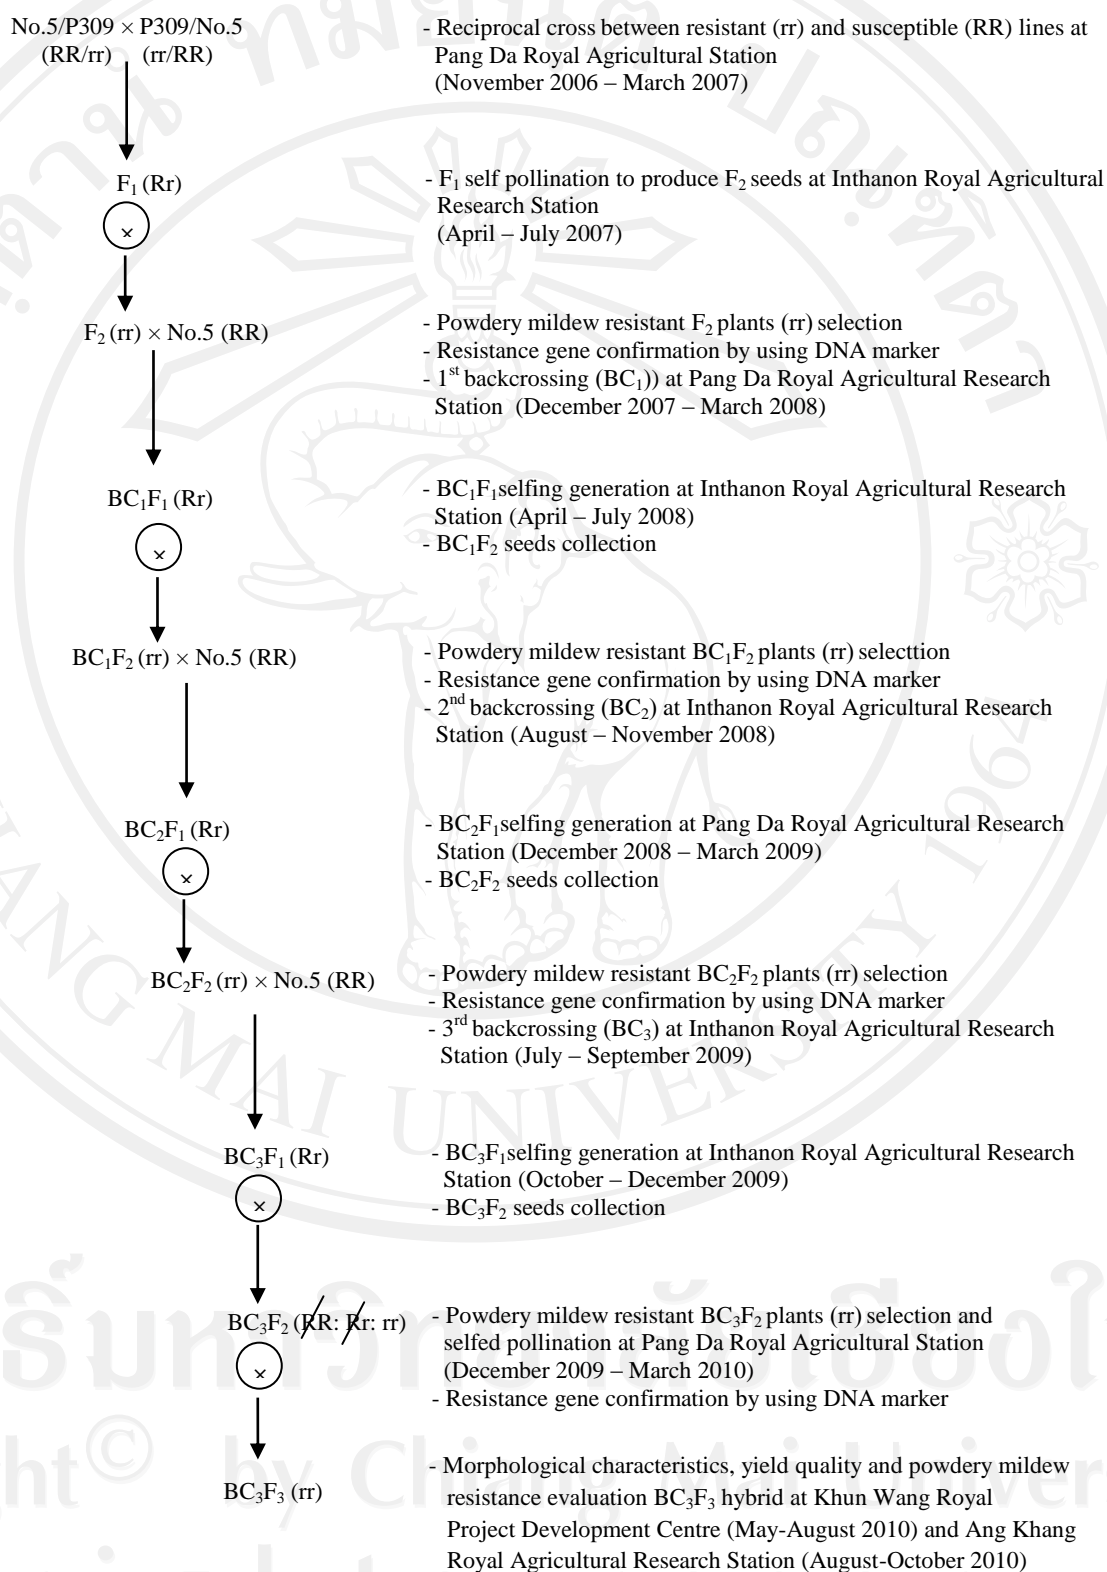 No.5/P309 × P309/No.5
(RR/rr) (rr/RR)
- Reciprocal cross between resistant (rr) and susceptible (RR) lines at
Pang Da Royal Agricultural Station
(November 2006 – March 2007)
F₁ (Rr)
×
- F₁ self pollination to produce F₂ seeds at Inthanon Royal Agricultural
Research Station
(April – July 2007)
F₂ (rr) × No.5 (RR)
- Powdery mildew resistant F₂ plants (rr) selection
- Resistance gene confirmation by using DNA marker
- 1st backcrossing (BC₁)) at Pang Da Royal Agricultural Research
Station (December 2007 – March 2008)
BC₁F₁ (Rr)
×
- BC₁F₁selfing generation at Inthanon Royal Agricultural Research
Station (April – July 2008)
- BC₁F₂ seeds collection
BC₁F₂ (rr) × No.5 (RR)
- Powdery mildew resistant BC₁F₂ plants (rr) selecttion
- Resistance gene confirmation by using DNA marker
- 2nd backcrossing (BC₂) at Inthanon Royal Agricultural Research
Station (August – November 2008)
BC₂F₁ (Rr)
×
- BC₂F₁selfing generation at Pang Da Royal Agricultural Research
Station (December 2008 – March 2009)
- BC₂F₂ seeds collection
BC₂F₂ (rr) × No.5 (RR)
- Powdery mildew resistant BC₂F₂ plants (rr) selection
- Resistance gene confirmation by using DNA marker
- 3rd backcrossing (BC₃) at Inthanon Royal Agricultural Research
Station (July – September 2009)
BC₃F₁ (Rr)
×
- BC₃F₁selfing generation at Inthanon Royal Agricultural Research
Station (October – December 2009)
- BC₃F₂ seeds collection
BC₃F₂ (RR: Rr: rr)
×
- Powdery mildew resistant BC₃F₂ plants (rr) selection and
selfed pollination at Pang Da Royal Agricultural Station
(December 2009 – March 2010)
- Resistance gene confirmation by using DNA marker
BC₃F₃ (rr)
- Morphological characteristics, yield quality and powdery mildew
resistance evaluation BC₃F₃ hybrid at Khun Wang Royal
Project Development Centre (May-August 2010) and Ang Khang
Royal Agricultural Research Station (August-October 2010)
ANG MAI UNIVERSITY 1964
ht© by Chiang Mai Univer